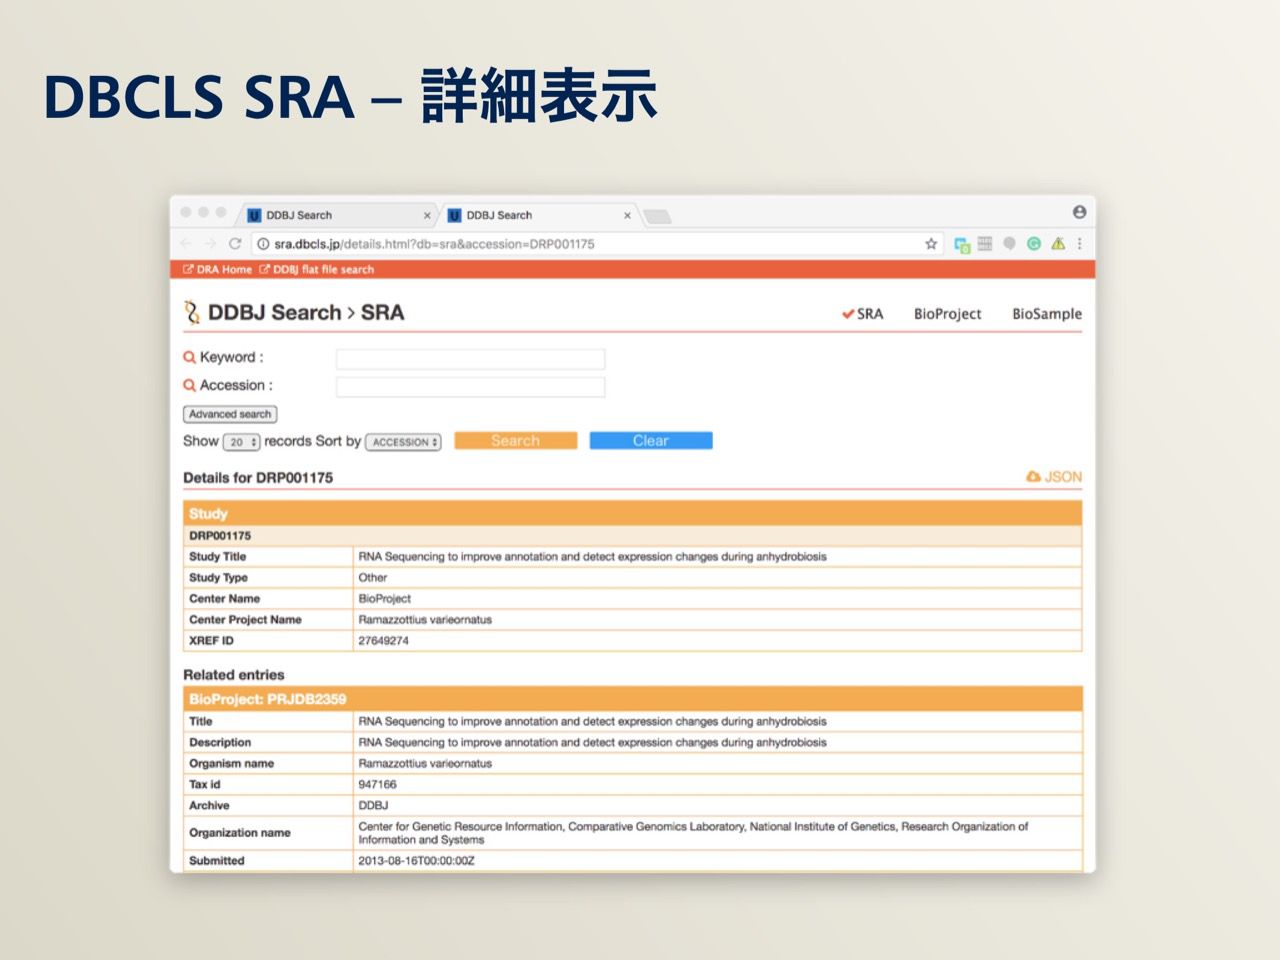 DBCLS SRA – 詳細表示
DDBJ Search
DDBJ Search
sra.dbcls.jp/details.html?db=sra&accession=DRP001175
DRA Home DDBJ flat file search
DDBJ Search > SRA
SRA BioProject BioSample
Keyword :
Accession :
Advanced search
Show 20 records Sort by ACCESSION Search Clear
Details for DRP001175 JSON
Study
DRP001175
Study Title RNA Sequencing to improve annotation and detect expression changes during anhydrobiosis
Study Type Other
Center Name BioProject
Center Project Name Ramazzottius varieornatus
XREF ID 27649274
Related entries
BioProject: PRJDB2359
Title RNA Sequencing to improve annotation and detect expression changes during anhydrobiosis
Description RNA Sequencing to improve annotation and detect expression changes during anhydrobiosis
Organism name Ramazzottius varieornatus
Tax id 947166
Archive DDBJ
Organization name Center for Genetic Resource Information, Comparative Genomics Laboratory, National Institute of Genetics, Research Organization of
Information and Systems
Submitted 2013-08-16T00:00:00Z